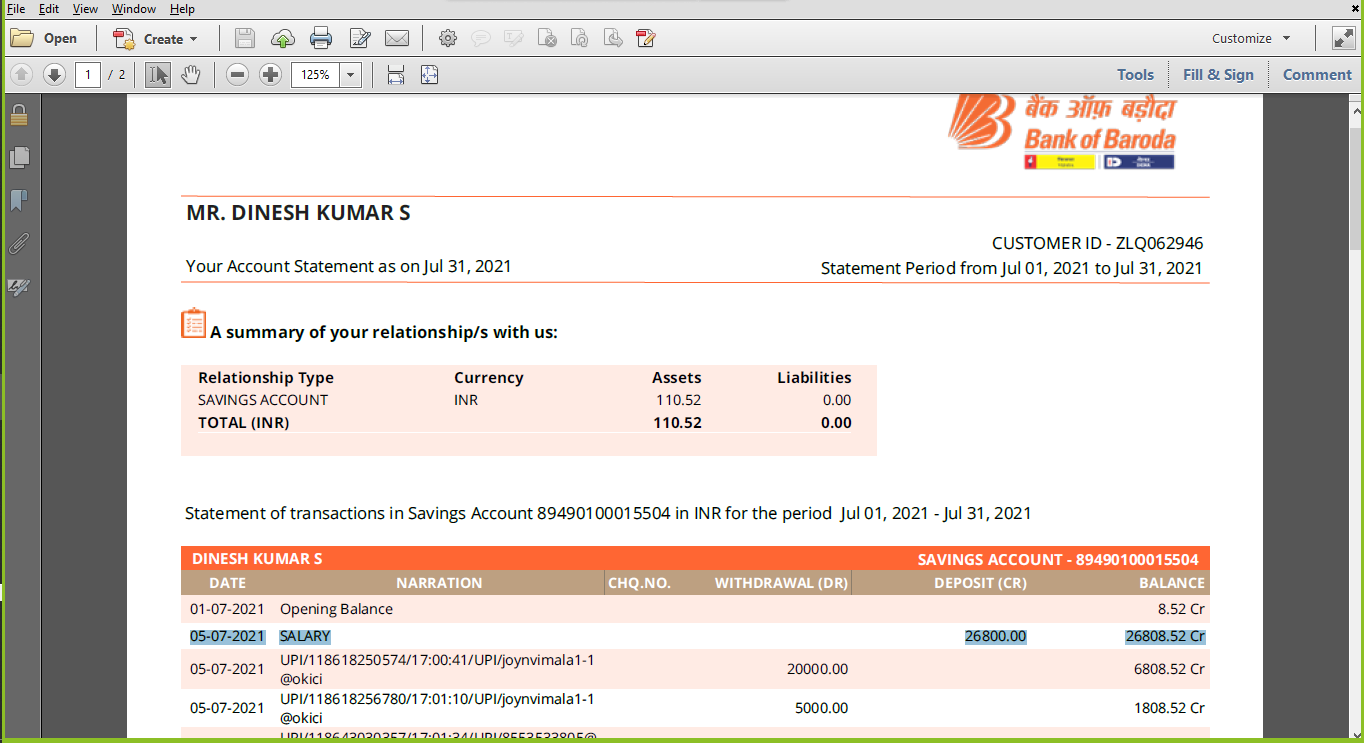 File Edit View Window Help
Open Create Customize
1 / 2 125% Tools Fill & Sign Comment
बैंक ऑफ़ बड़ौदा
Bank of Baroda
MR. DINESH KUMAR S
CUSTOMER ID - ZLQ062946
Your Account Statement as on Jul 31, 2021 Statement Period from Jul 01, 2021 to Jul 31, 2021
A summary of your relationship/s with us:
Relationship Type Currency Assets Liabilities
SAVINGS ACCOUNT INR 110.52 0.00
TOTAL (INR) 110.52 0.00
Statement of transactions in Savings Account 89490100015504 in INR for the period Jul 01, 2021 - Jul 31, 2021
DINESH KUMAR S SAVINGS ACCOUNT - 89490100015504
DATE NARRATION CHQ.NO. WITHDRAWAL (DR) DEPOSIT (CR) BALANCE
01-07-2021 Opening Balance 8.52 Cr
05-07-2021 SALARY 26800.00 26808.52 Cr
05-07-2021 UPI/118618250574/17:00:41/UPI/joynvimala1-1
@okici 20000.00 6808.52 Cr
05-07-2021 UPI/118618256780/17:01:10/UPI/joynvimala1-1
@okici 5000.00 1808.52 Cr
UPI/118643030357/17:01:34/UPI/8553533805@